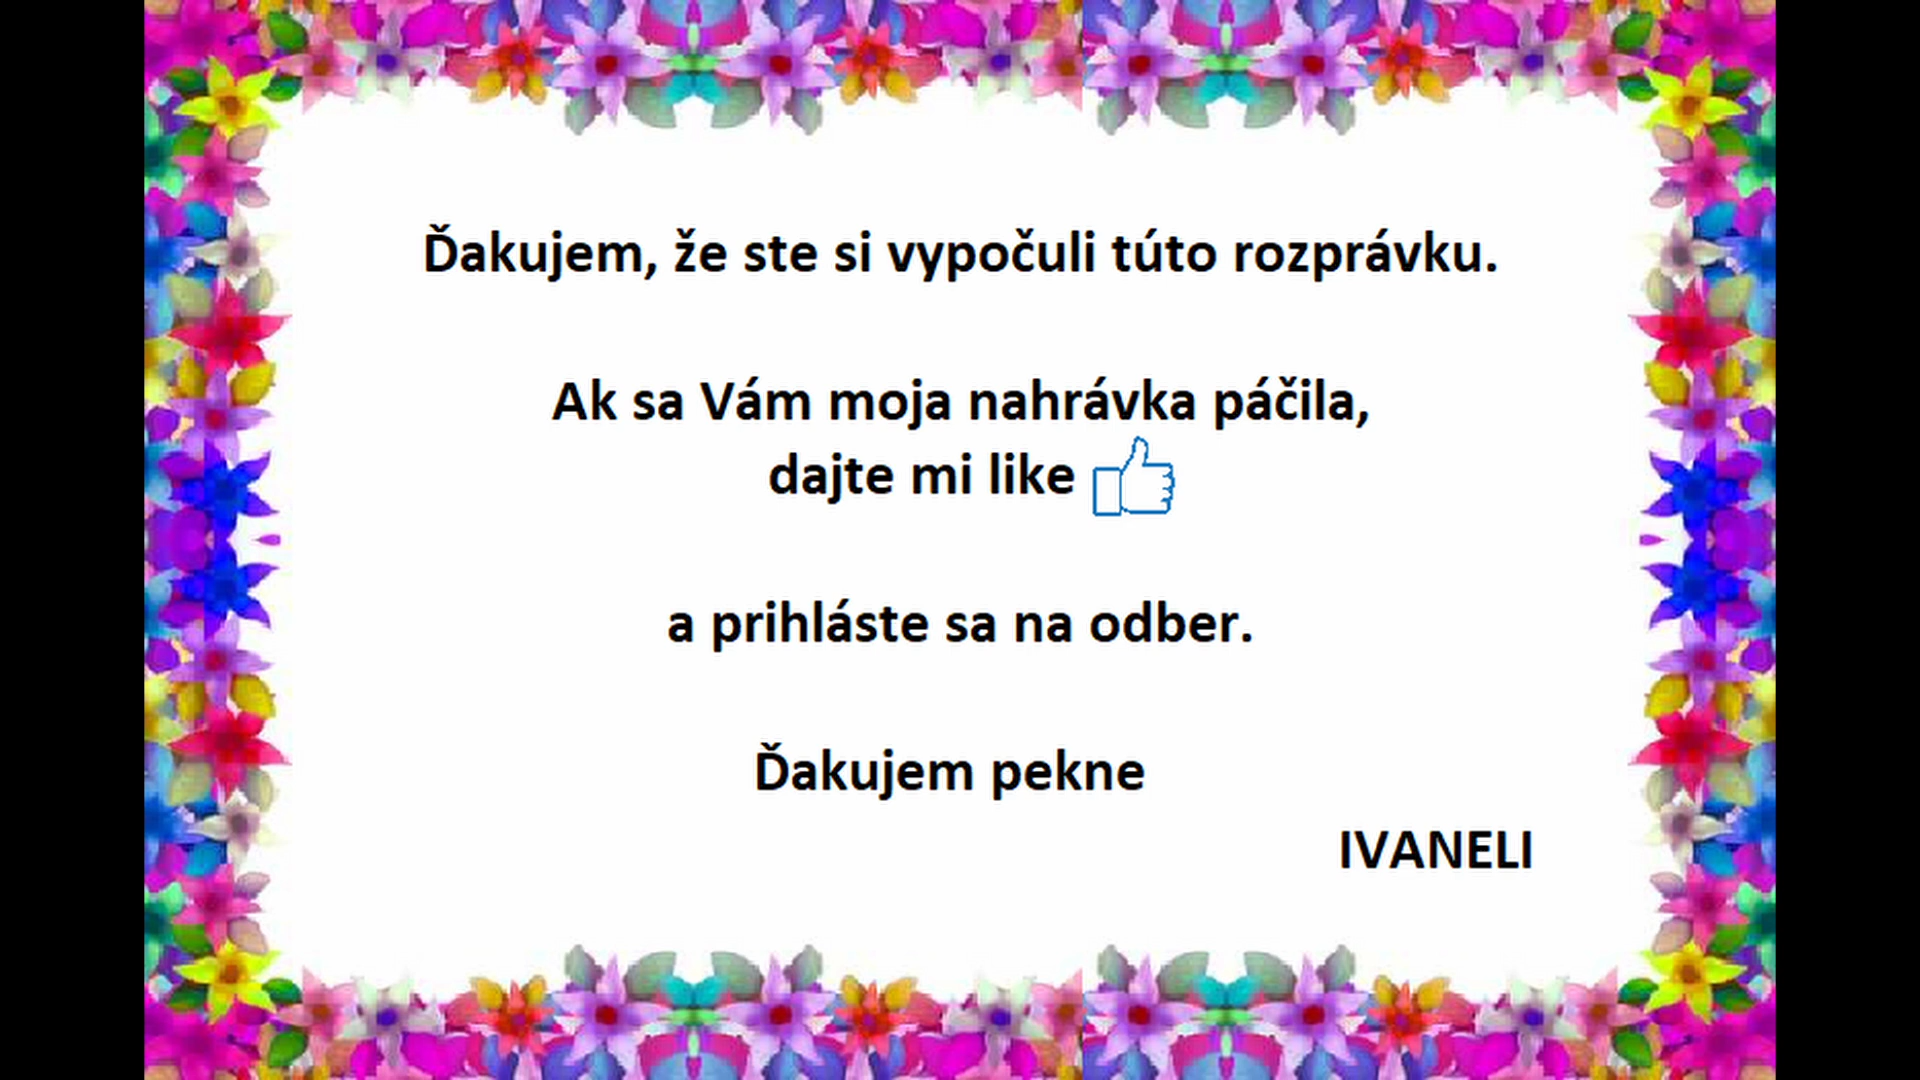 Ďakujem, že ste si vypočuli túto rozprávku.
Ak sa Vám moja nahrávka páčila,
dajte mi like
a prihláste sa na odber.
Ďakujem pekne
IVANELI